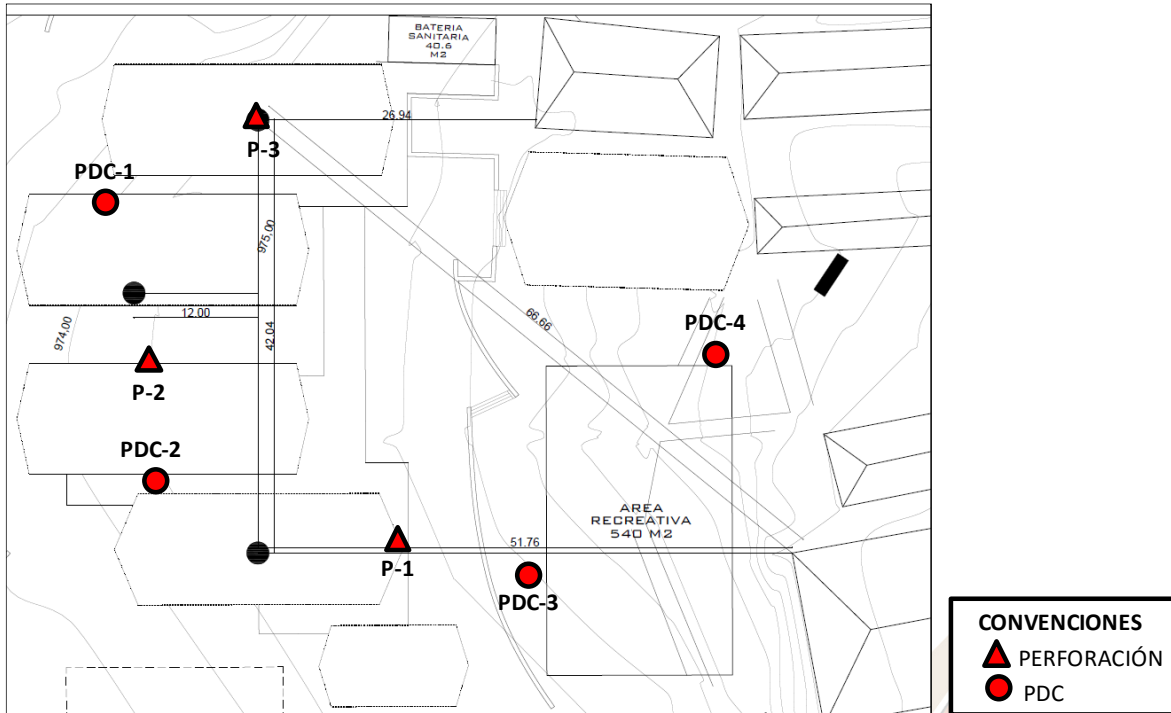 BATERIA
SANITARIA
40.6
M2
26.94
P-3
PDC-1
975,00
12.00
42.04
974,00
66.66
PDC-4
P-2
PDC-2
AREA
RECREATIVA
540 M2
51.76
P-1
PDC-3
CONVENCIONES
PERFORACIÓN
PDC